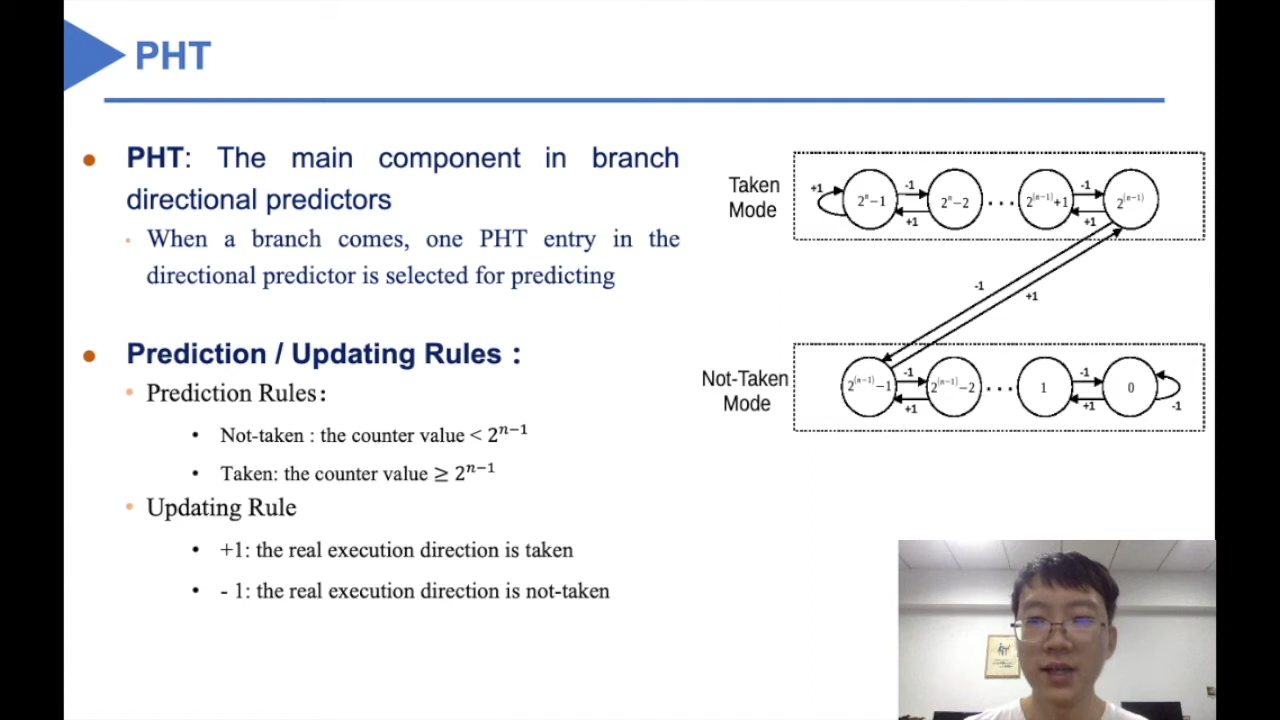 PHT
PHT: The main component in branch
directional predictors
When a branch comes, one PHT entry in the
directional predictor is selected for predicting
Prediction / Updating Rules：
Prediction Rules：
Not-taken : the counter value < 2ⁿ⁻¹
Taken: the counter value ≥ 2ⁿ⁻¹
Updating Rule
+1: the real execution direction is taken
- 1: the real execution direction is not-taken
Taken
Mode
+1
2ⁿ−1
-1
+1
2ⁿ−2
...
2⁽ⁿ⁻¹⁾+1
-1
+1
2⁽ⁿ⁻¹⁾
-1
+1
Not-Taken
Mode
2⁽ⁿ⁻¹⁾−1
-1
+1
2⁽ⁿ⁻¹⁾−2
...
1
-1
+1
0
-1